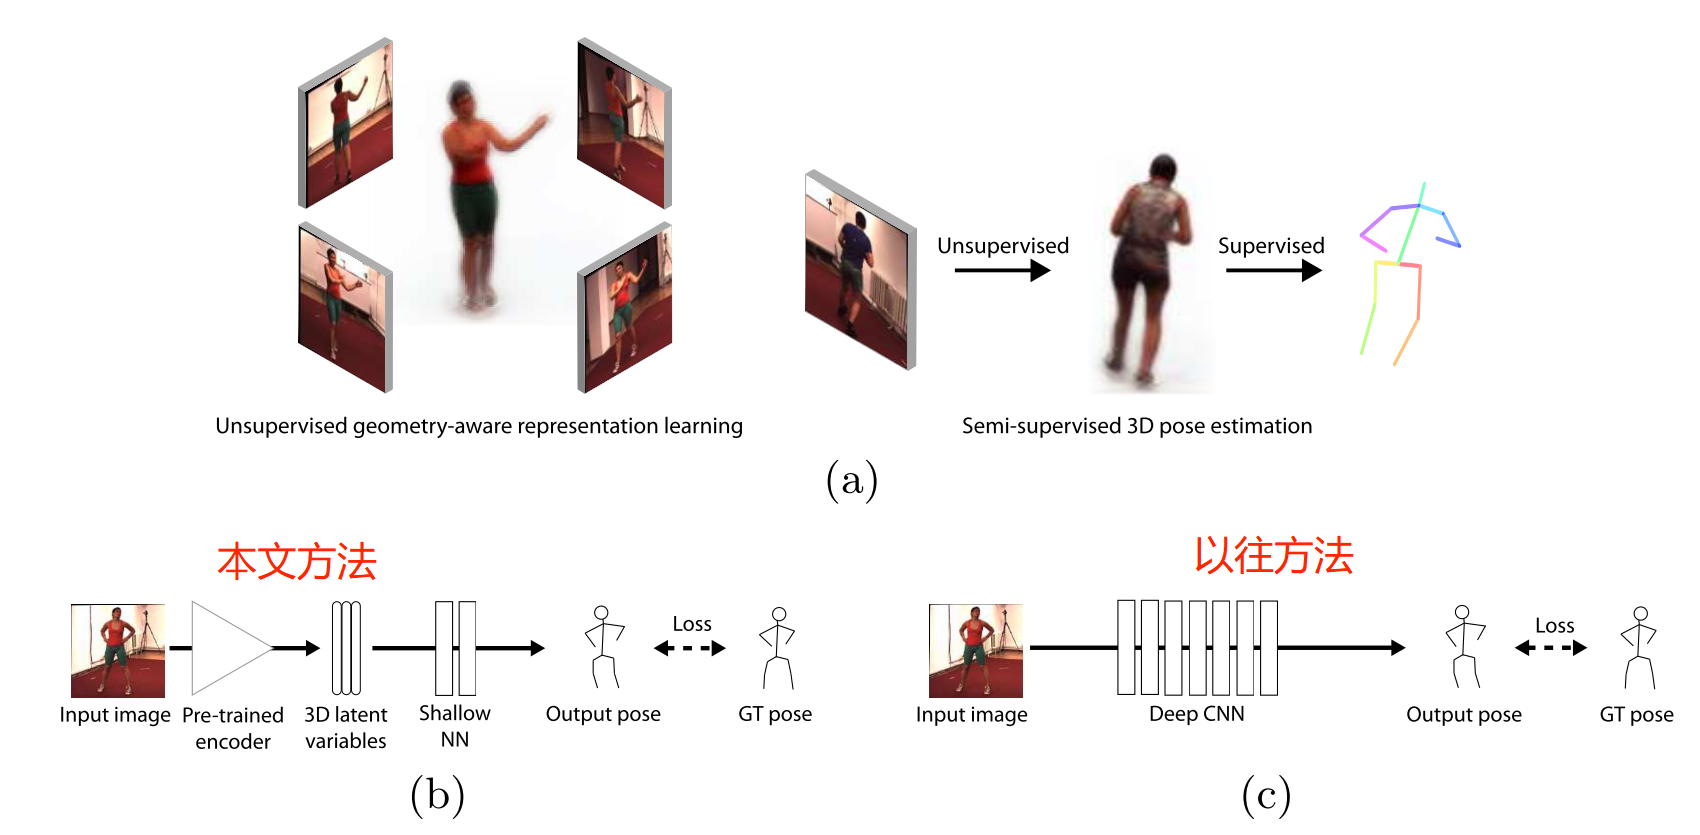 Unsupervised
Supervised
Unsupervised geometry-aware representation learning
Semi-supervised 3D pose estimation
(a)
本文方法
Loss
Input image
Pre-trained
encoder
3D latent
variables
Shallow
NN
Output pose
GT pose
(b)
以往方法
Loss
Input image
Deep CNN
Output pose
GT pose
(c)